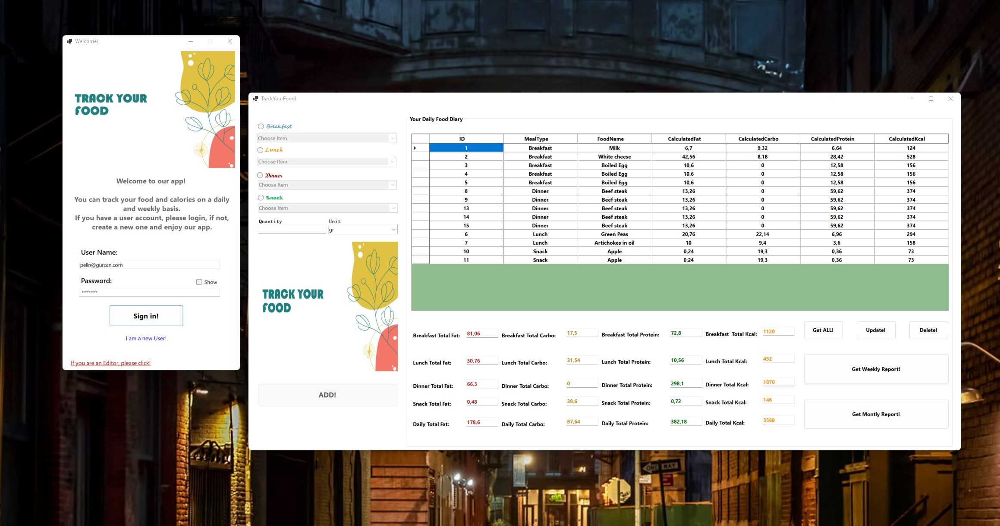 Welcome!
TRACK YOUR
FOOD
Welcome to our app!
You can track your food and calories on a daily
and weekly basis.
If you have a user account, please login, if not,
create a new one and enjoy our app.
User Name:
pelin@gurcan.com
Password:
Show
*******
Sign in!
I am a new User!
If you are an Editor, please click!
TrackYourFood!
Breakfast
Choose Item
Lunch
Choose Item
Dinner
Choose Item
Snack
Choose Item
Quantity Unit
gr
TRACK YOUR
FOOD
ADD!
Your Daily Food Diary
ID MealType FoodName CalculatedFat CalculatedCarbo CalculatedProtein CalculatedKcal
1 Breakfast Milk 6,7 9,32 6,64 124
2 Breakfast White cheese 42,56 8,18 28,42 528
3 Breakfast Boiled Egg 10,6 0 12,58 156
4 Breakfast Boiled Egg 10,6 0 12,58 156
5 Breakfast Boiled Egg 10,6 0 12,58 156
8 Dinner Beef steak 13,26 0 59,62 374
9 Dinner Beef steak 13,26 0 59,62 374
13 Dinner Beef steak 13,26 0 59,62 374
14 Dinner Beef steak 13,26 0 59,62 374
15 Dinner Beef steak 13,26 0 59,62 374
6 Lunch Green Peas 20,76 22,14 6,96 294
7 Lunch Artichokes in oil 10 9,4 3,6 158
10 Snack Apple 0,24 19,3 0,36 73
11 Snack Apple 0,24 19,3 0,36 73
Breakfast Total Fat: 81,06 Breakfast Total Carbo: 17,5 Breakfast Total Protein: 72,8 Breakfast Total Kcal: 1120
Lunch Total Fat: 30,76 Lunch Total Carbo: 31,54 Lunch Total Protein: 10,56 Lunch Total Kcal: 452
Dinner Total Fat: 66,3 Dinner Total Carbo: 0 Dinner Total Protein: 298,1 Dinner Total Kcal: 1870
Snack Total Fat: 0,48 Snack Total Carbo: 38,6 Snack Total Protein: 0,72 Snack Total Kcal: 146
Daily Total Fat: 178,6 Daily Total Carbo: 87,64 Daily Total Protein: 382,18 Daily Total Kcal: 3588
Get ALL! Update! Delete!
Get Weekly Report!
Get Montly Report!
ONE WAY